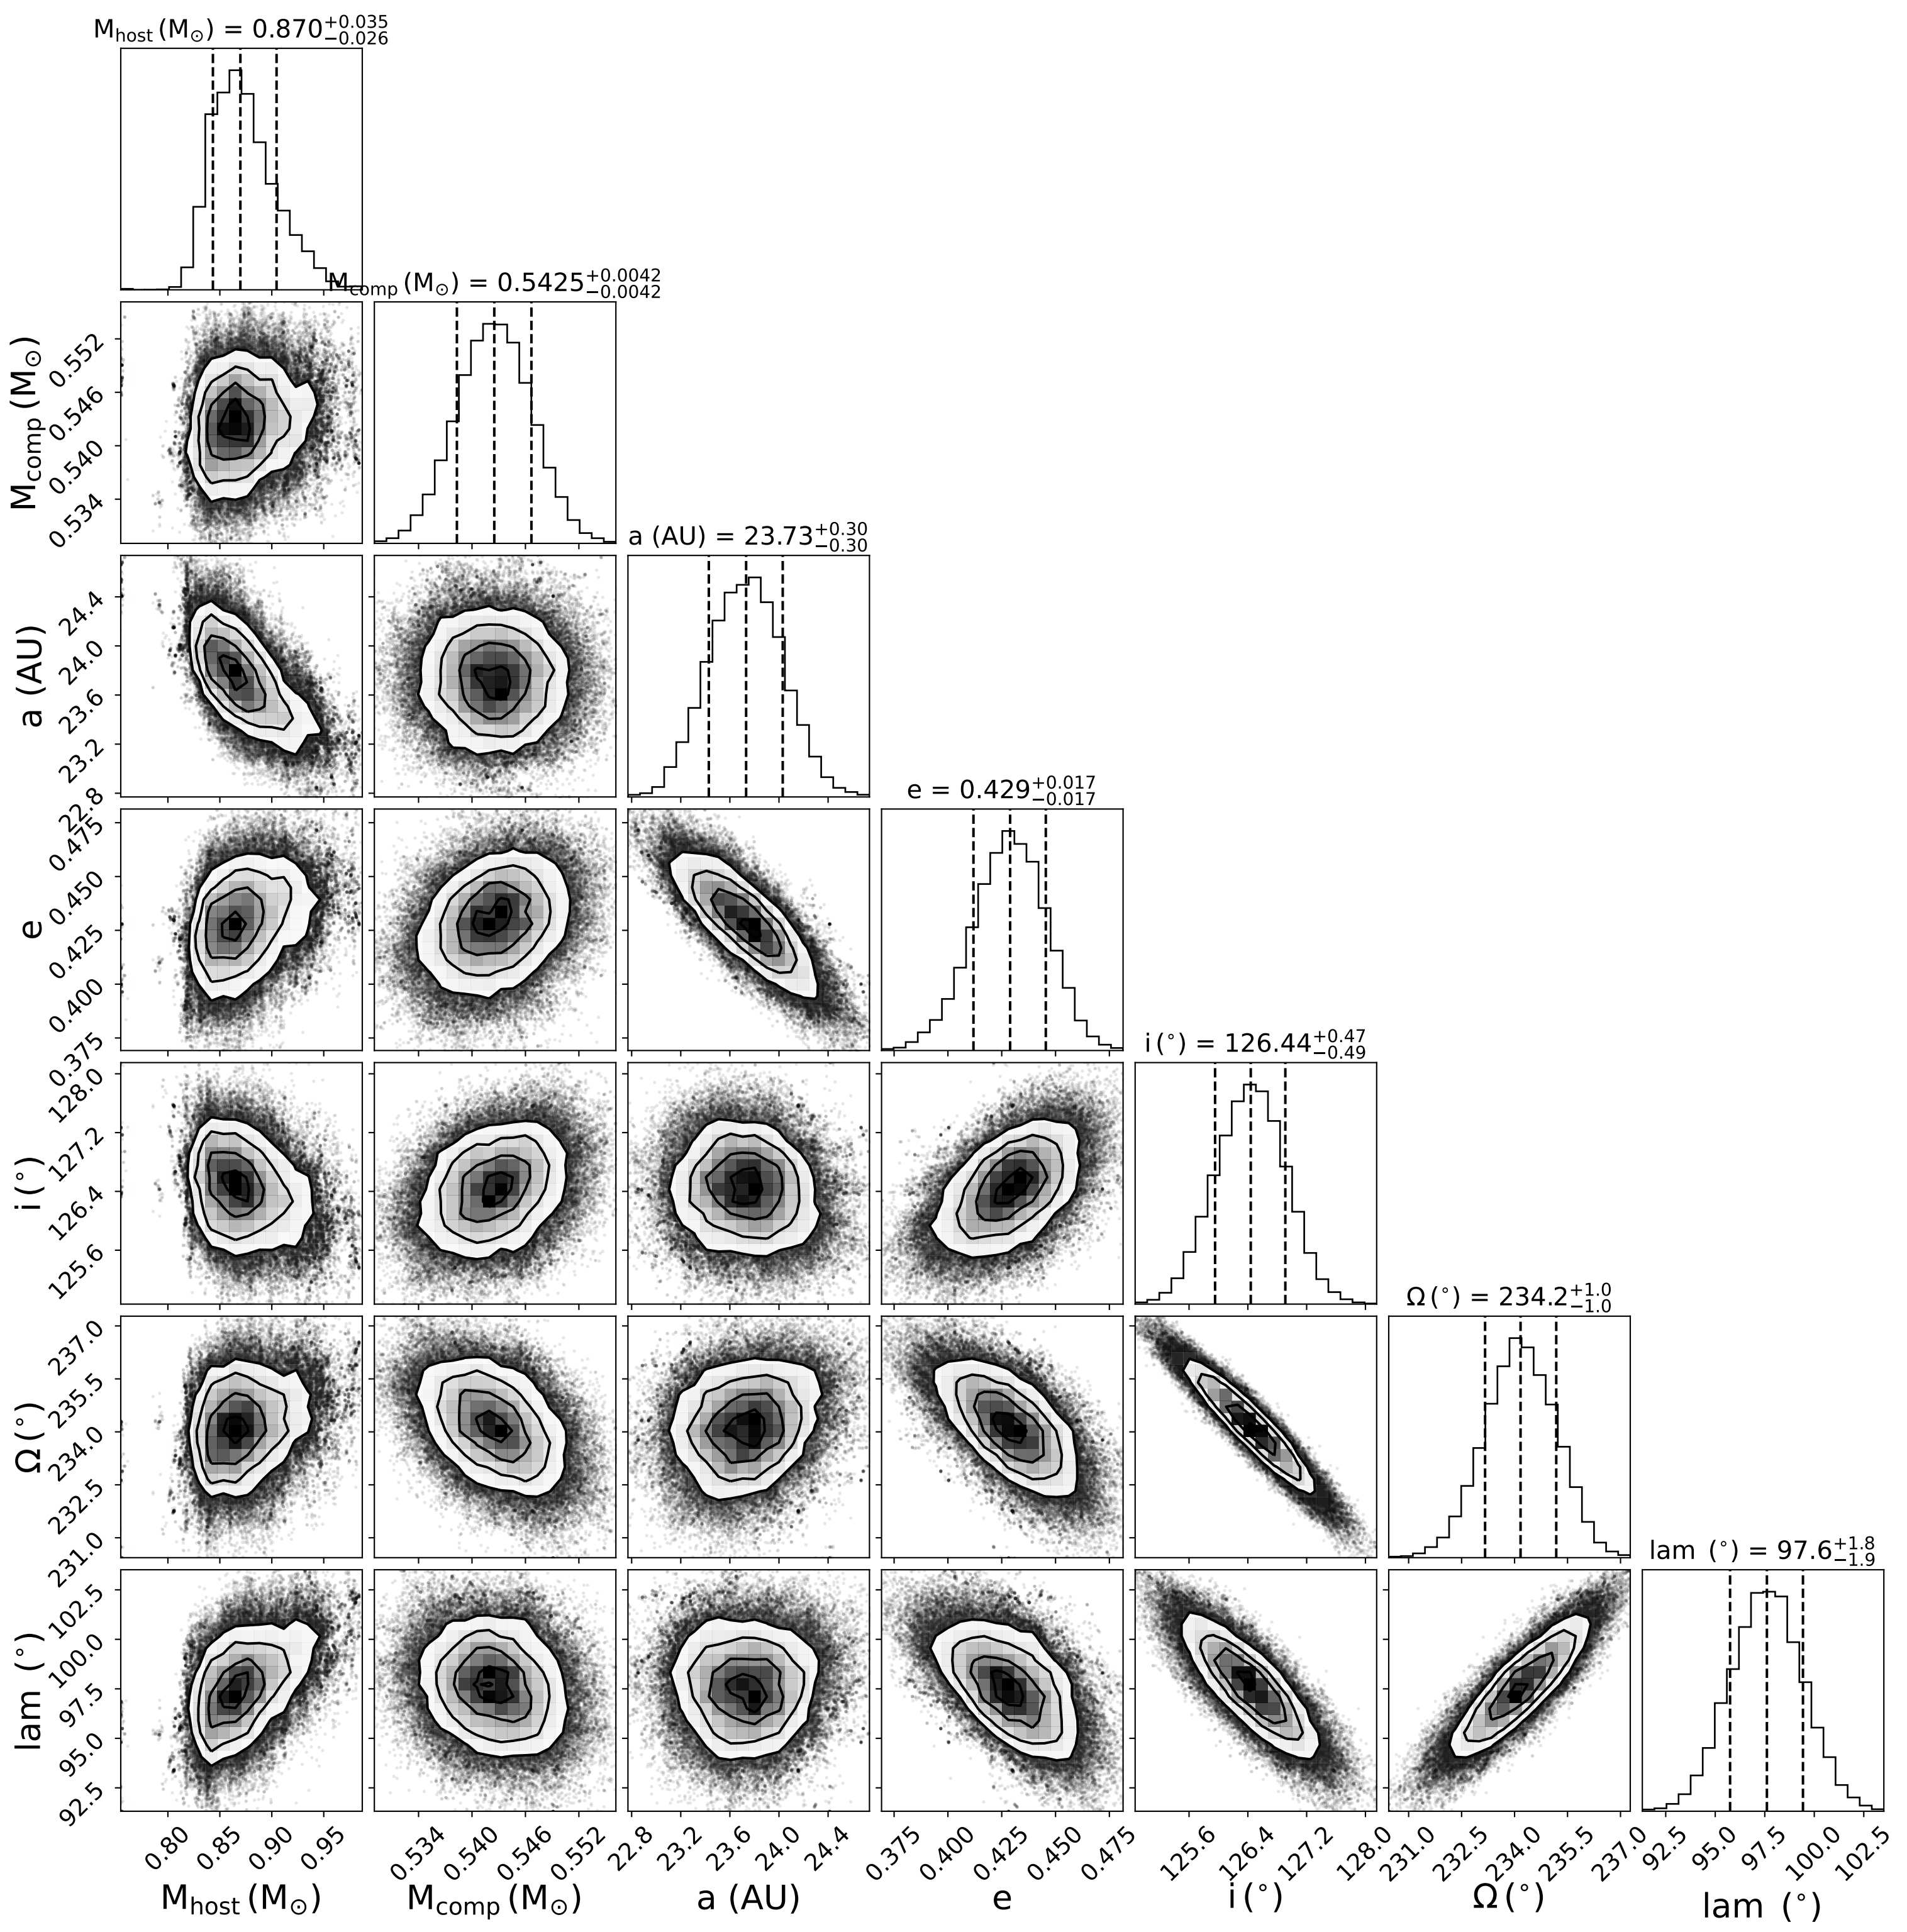 M_host (M_⊙) = 0.870^{+0.035}_{−0.026}
M_comp (M_⊙) = 0.5425^{+0.0042}_{−0.0042}
0.552
0.546
0.540
0.534
M_comp (M_⊙)
a (AU) = 23.73^{+0.30}_{−0.30}
24.4
24.0
23.6
23.2
22.8
a (AU)
e = 0.429^{+0.017}_{−0.017}
0.475
0.450
0.425
0.400
0.375
e
i (°) = 126.44^{+0.47}_{−0.49}
128.0
127.2
126.4
125.6
i (°)
Ω (°) = 234.2^{+1.0}_{−1.0}
237.0
235.5
234.0
232.5
231.0
Ω (°)
lam (°) = 97.6^{+1.8}_{−1.9}
102.5
100.0
97.5
95.0
92.5
lam (°)
0.80 0.85 0.90 0.95 0.534 0.540 0.546 0.552 22.8 23.2 23.6 24.0 24.4 0.375 0.400 0.425 0.450 0.475 125.6 126.4 127.2 128.0 231.0 232.5 234.0 235.5 237.0 92.5 95.0 97.5 100.0 102.5
M_host (M_⊙) M_comp (M_⊙) a (AU) e i (°) Ω (°) lam (°)